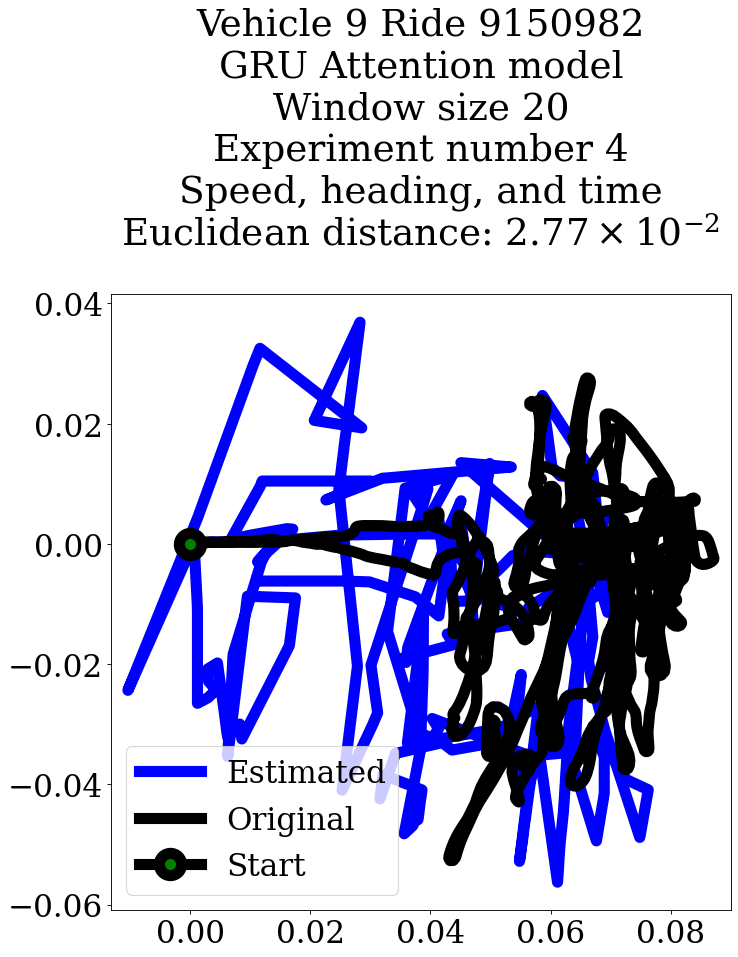 Vehicle 9 Ride 9150982
GRU Attention model
Window size 20
Experiment number 4
Speed, heading, and time
Euclidean distance: 2.77 × 10⁻²
0.04
0.02
0.00
−0.02
−0.04
−0.06
Estimated
Original
Start
0.00 0.02 0.04 0.06 0.08